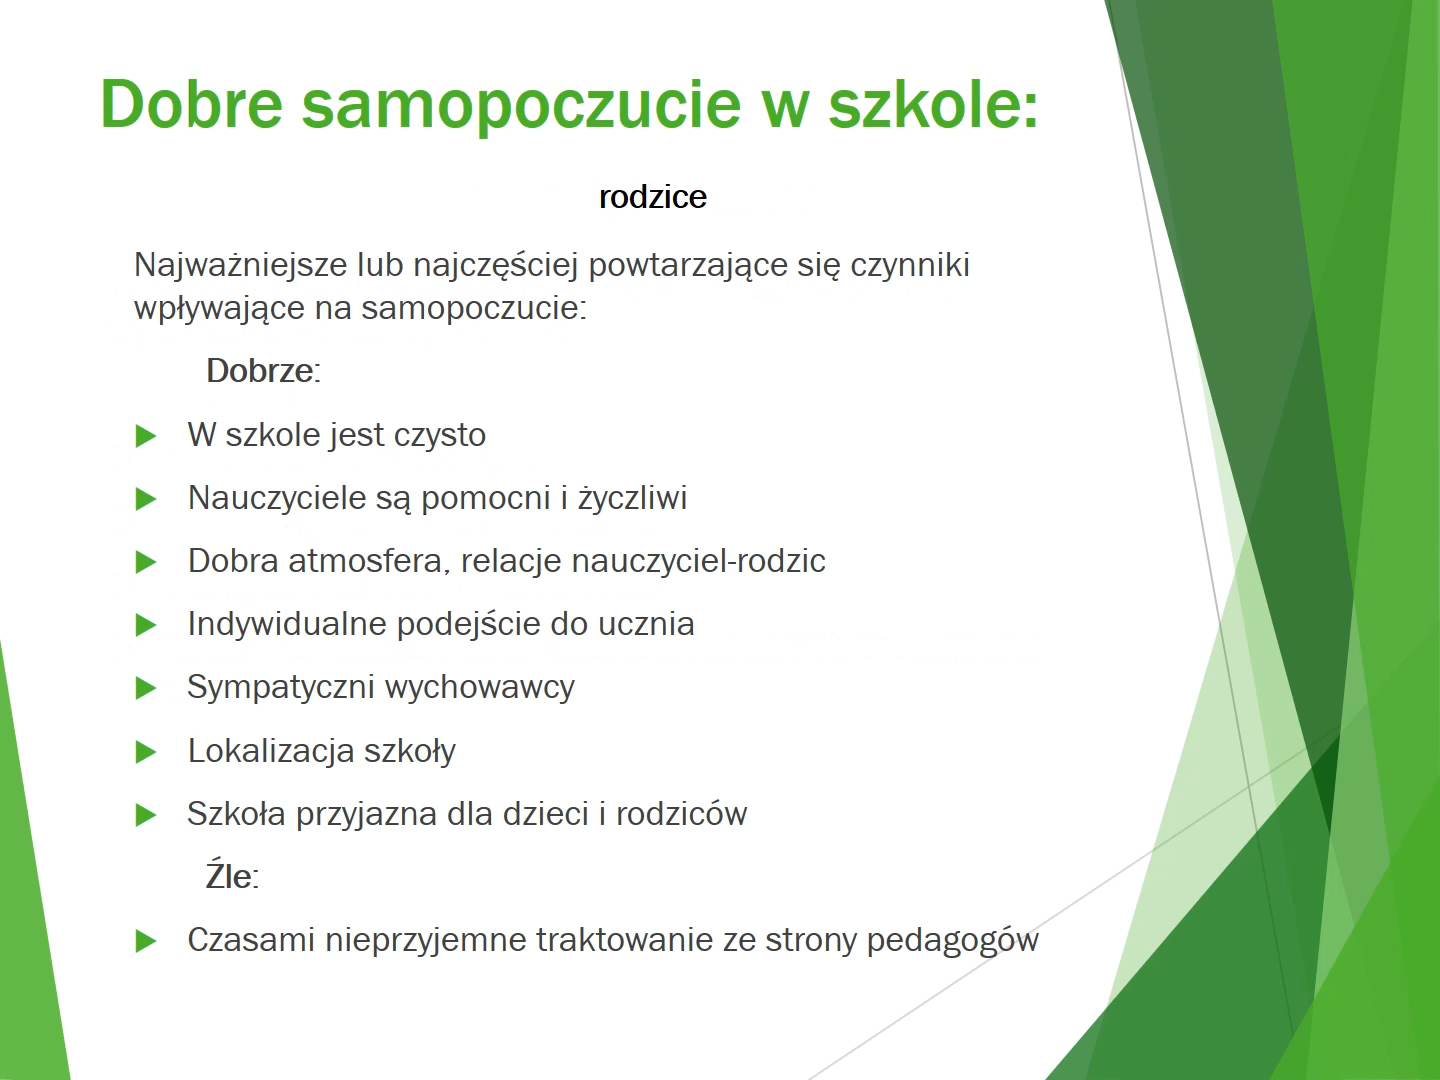 Dobre samopoczucie w szkole:
rodzice
Najważniejsze lub najczęściej powtarzające się czynniki
wpływające na samopoczucie:
Dobrze:
W szkole jest czysto
Nauczyciele są pomocni i życzliwi
Dobra atmosfera, relacje nauczyciel-rodzic
Indywidualne podejście do ucznia
Sympatyczni wychowawcy
Lokalizacja szkoły
Szkoła przyjazna dla dzieci i rodziców
Źle:
Czasami nieprzyjemne traktowanie ze strony pedagogów